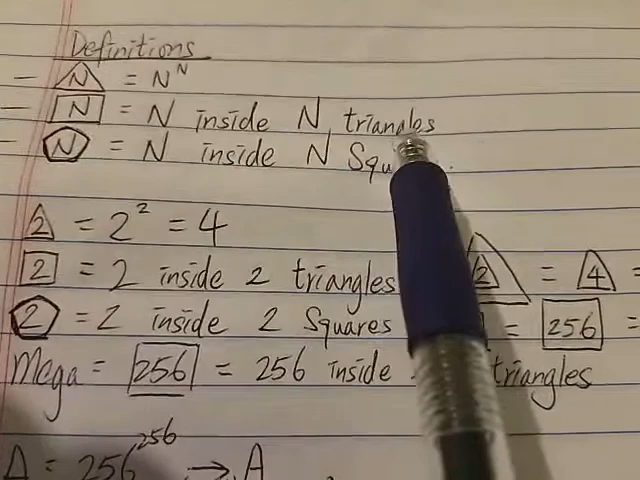 Definitions
- △N = N^N
- □N = N inside N triangles
- ⬠N = N inside N Squ
△2 = 2² = 4
□2 = 2 inside 2 triangles △2 = △4 =
⬠2 = 2 inside 2 Squares = □256 =
Mega = □256 = 256 inside triangles
△ = 256^256 → A